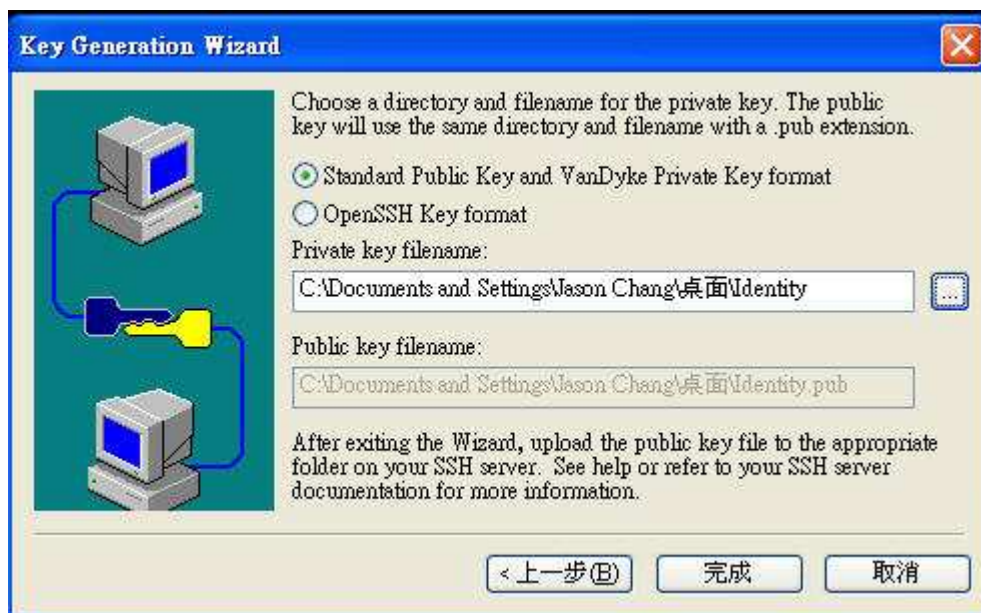 Key Generation Wizard
Choose a directory and filename for the private key. The public
key will use the same directory and filename with a .pub extension.
Standard Public Key and VanDyke Private Key format
OpenSSH Key format
Private key filename:
C:\Documents and Settings\Jason Chang\桌面\Identity
...
Public key filename:
C:\Documents and Settings\Jason Chang\桌面\Identity.pub
After exiting the Wizard, upload the public key file to the appropriate
folder on your SSH server. See help or refer to your SSH server
documentation for more information.
<上一步(B)
完成
取消